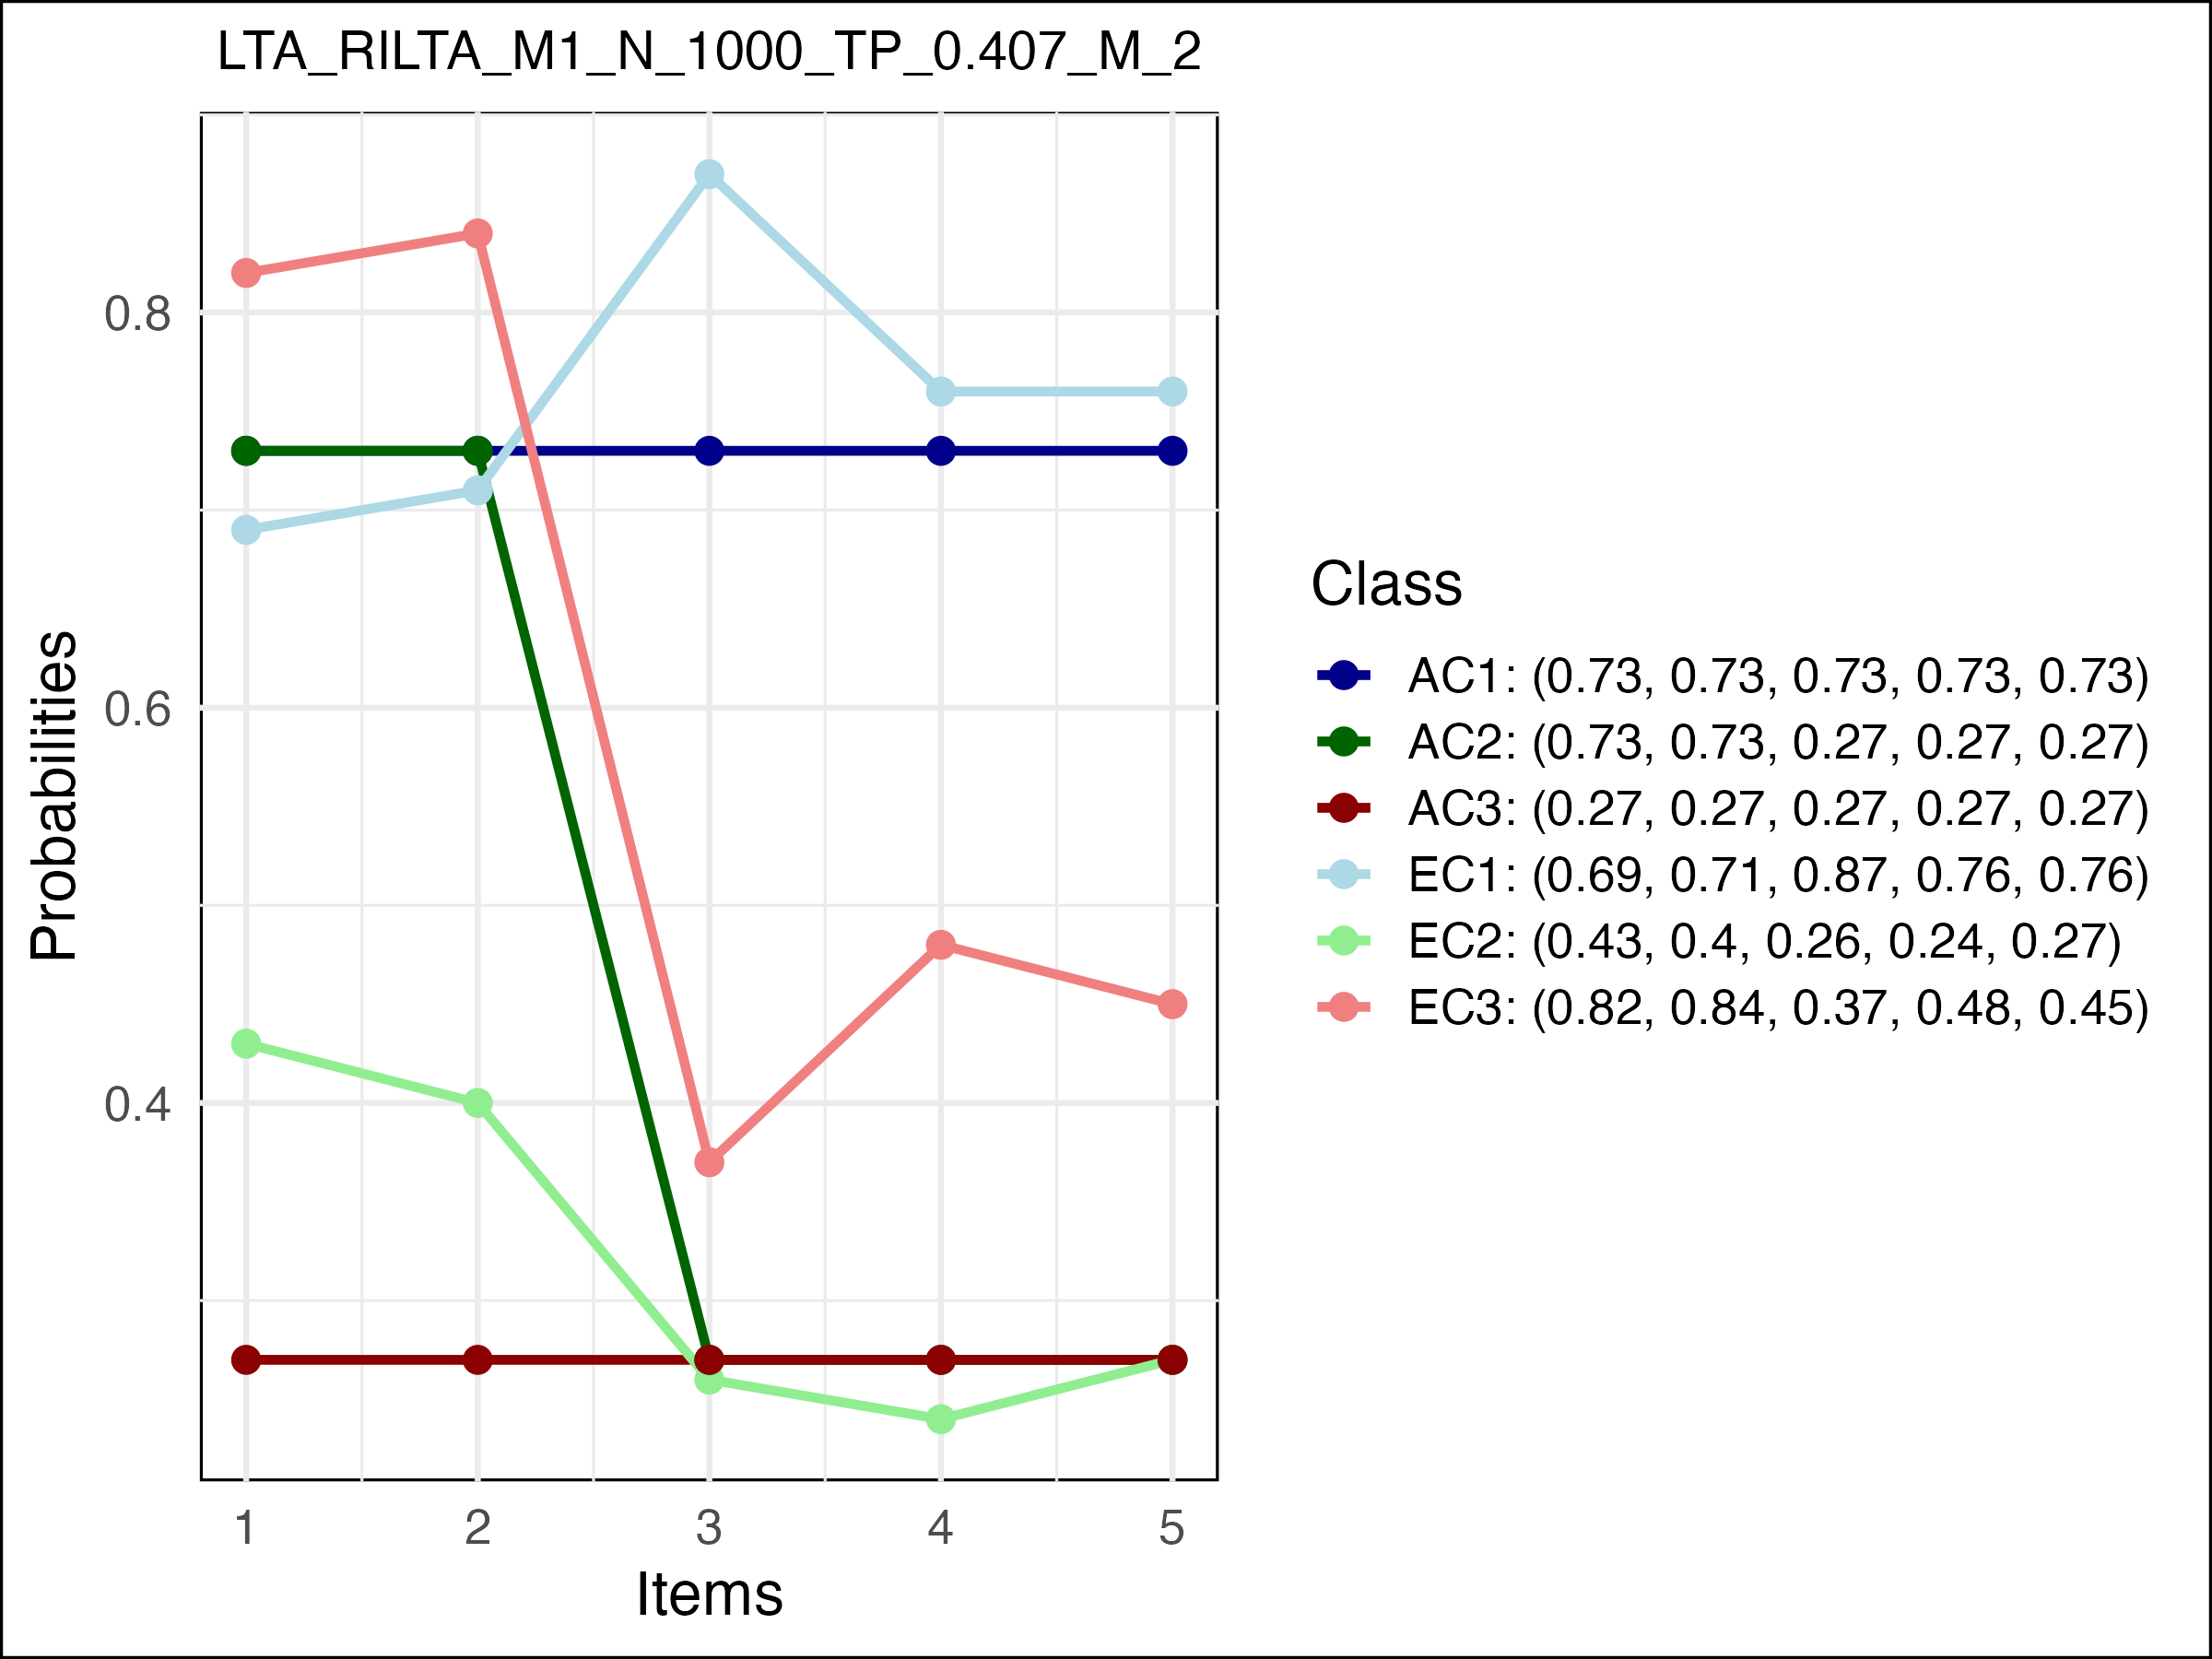 LTA_RILTA_M1_N_1000_TP_0.407_M_2
Probabilities
0.8
0.6
0.4
1 2 3 4 5
Items
Class
AC1: (0.73, 0.73, 0.73, 0.73, 0.73)
AC2: (0.73, 0.73, 0.27, 0.27, 0.27)
AC3: (0.27, 0.27, 0.27, 0.27, 0.27)
EC1: (0.69, 0.71, 0.87, 0.76, 0.76)
EC2: (0.43, 0.4, 0.26, 0.24, 0.27)
EC3: (0.82, 0.84, 0.37, 0.48, 0.45)